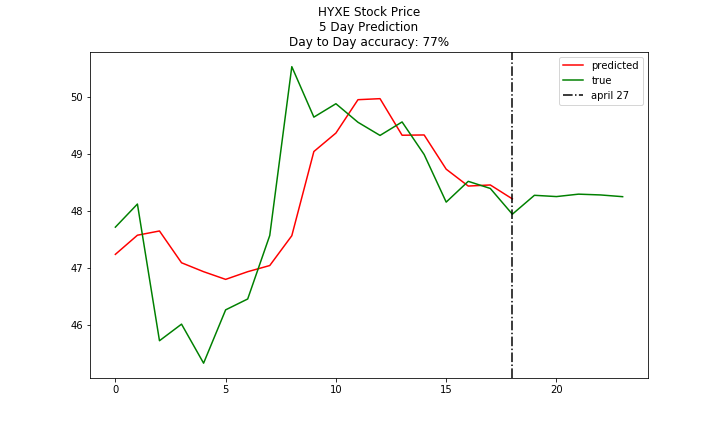 HYXE Stock Price
5 Day Prediction
Day to Day accuracy: 77%
predicted
true
april 27
50
49
48
47
46
0
5
10
15
20